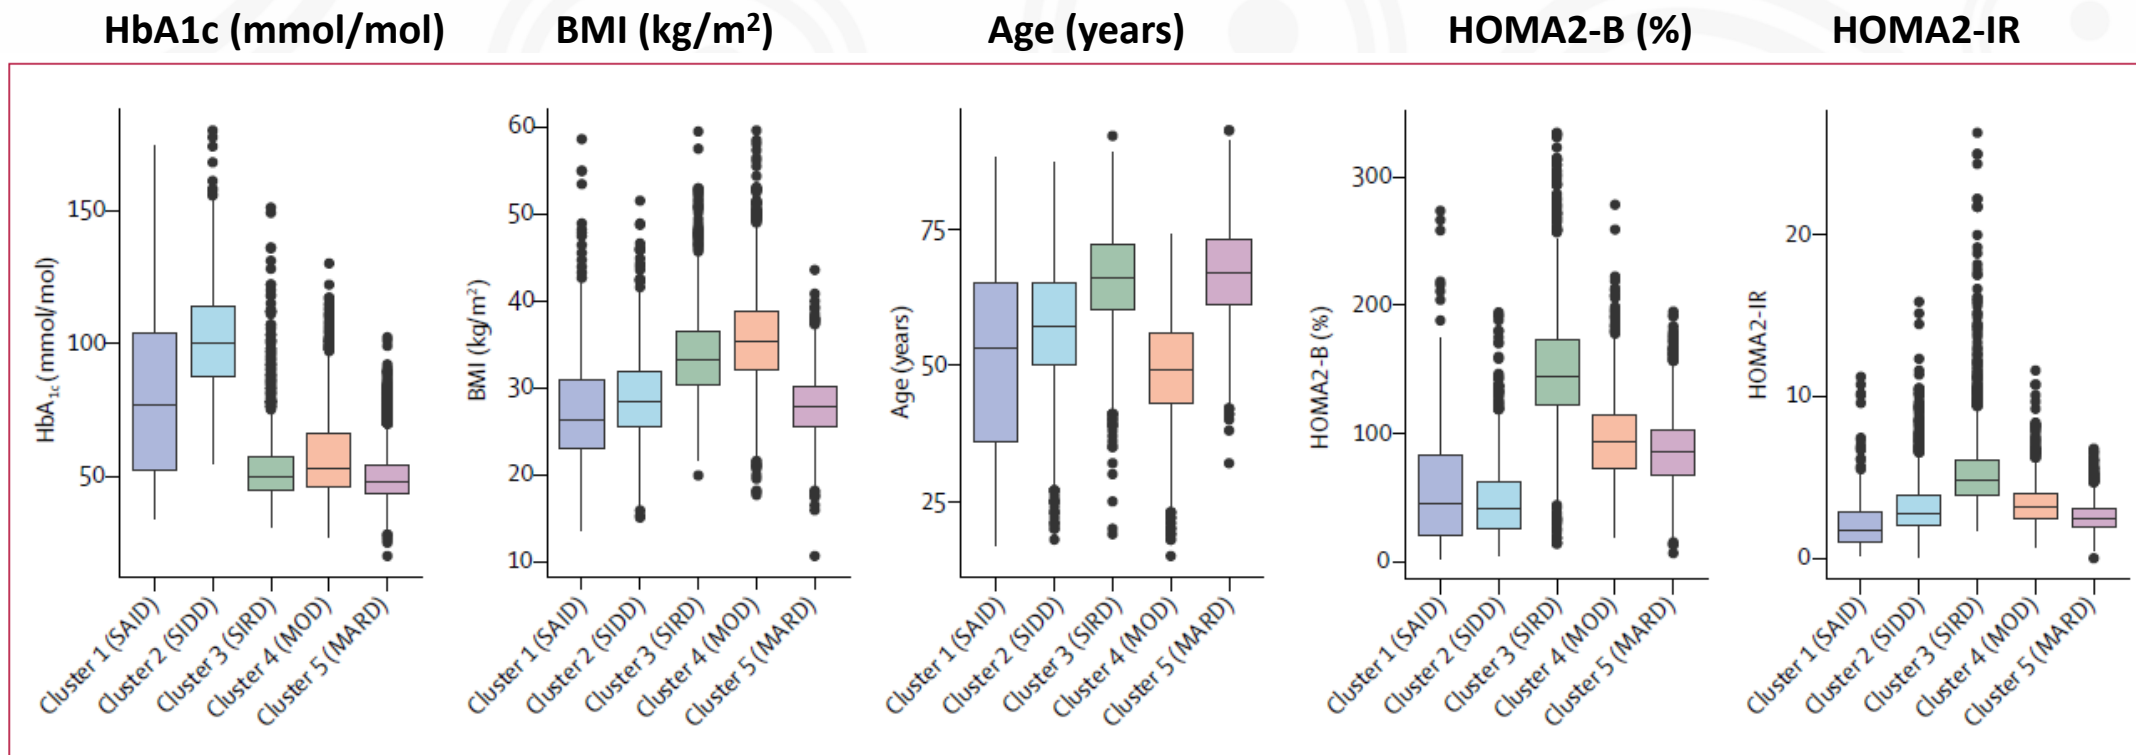 HbA1c (mmol/mol)
BMI (kg/m²)
Age (years)
HOMA2-B (%)
HOMA2-IR
HbA₁c (mmol/mol)
150
100
50
Cluster 1 (SAID)
Cluster 2 (SIDD)
Cluster 3 (SIRD)
Cluster 4 (MOD)
Cluster 5 (MARD)
BMI (kg/m²)
60
50
40
30
20
10
Cluster 1 (SAID)
Cluster 2 (SIDD)
Cluster 3 (SIRD)
Cluster 4 (MOD)
Cluster 5 (MARD)
Age (years)
75
50
25
Cluster 1 (SAID)
Cluster 2 (SIDD)
Cluster 3 (SIRD)
Cluster 4 (MOD)
Cluster 5 (MARD)
HOMA2-B (%)
300
200
100
0
Cluster 1 (SAID)
Cluster 2 (SIDD)
Cluster 3 (SIRD)
Cluster 4 (MOD)
Cluster 5 (MARD)
HOMA2-IR
20
10
0
Cluster 1 (SAID)
Cluster 2 (SIDD)
Cluster 3 (SIRD)
Cluster 4 (MOD)
Cluster 5 (MARD)